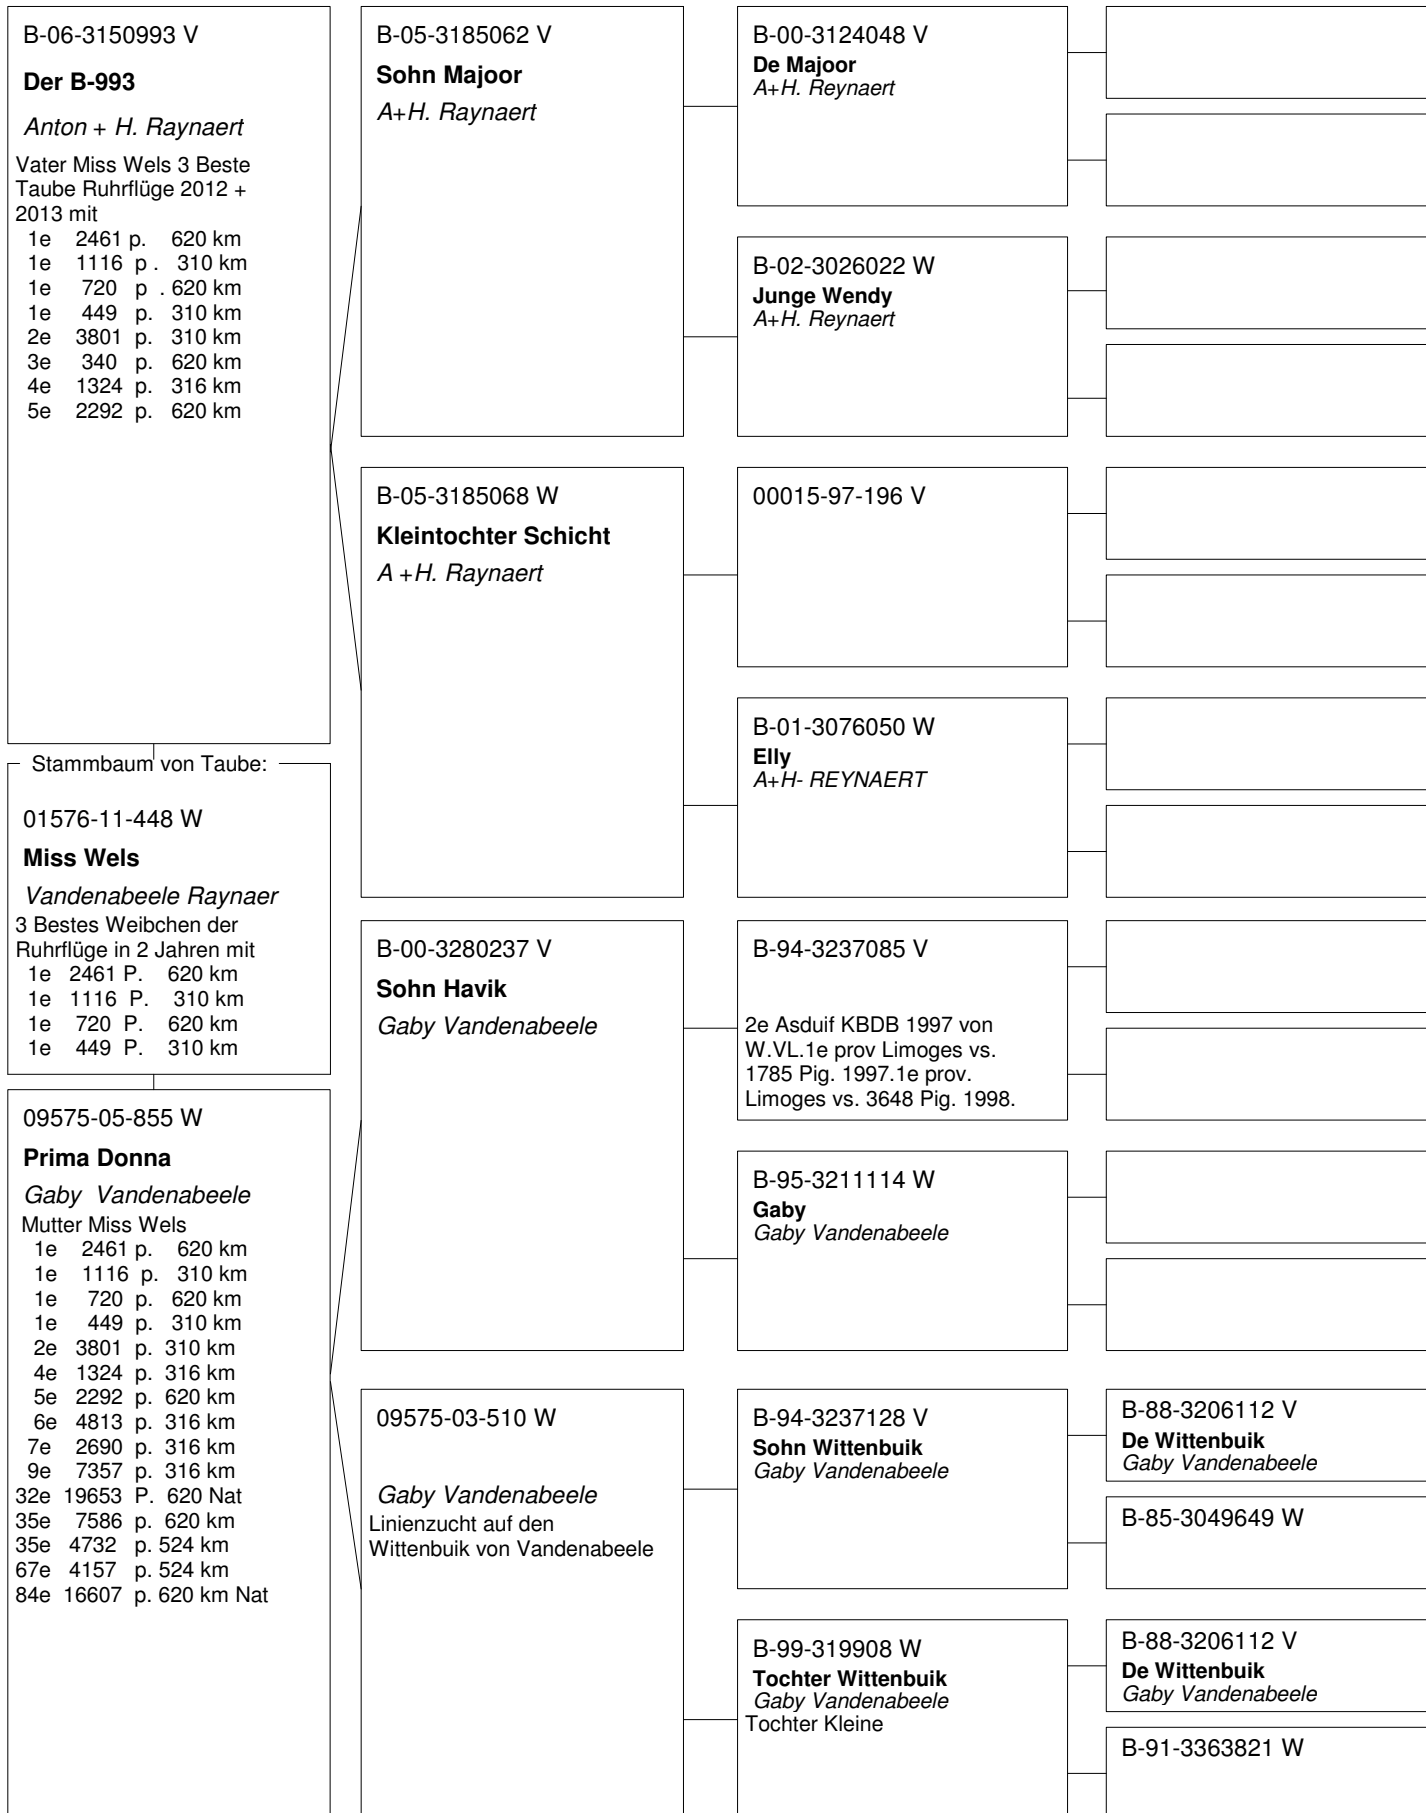 B-06-3150993 V
Der B-993
Anton + H. Raynaert
Vater Miss Wels 3 Beste
Taube Ruhrflüge 2012 +
2013 mit
1e 2461 p. 620 km
1e 1116 p . 310 km
1e 720 p . 620 km
1e 449 p. 310 km
2e 3801 p. 310 km
3e 340 p. 620 km
4e 1324 p. 316 km
5e 2292 p. 620 km
Stammbaum von Taube:
01576-11-448 W
Miss Wels
Vandenabeele Raynaer
3 Bestes Weibchen der
Ruhrflüge in 2 Jahren mit
1e 2461 P. 620 km
1e 1116 P. 310 km
1e 720 P. 620 km
1e 449 P. 310 km
09575-05-855 W
Prima Donna
Gaby Vandenabeele
Mutter Miss Wels
1e 2461 p. 620 km
1e 1116 p. 310 km
1e 720 p. 620 km
1e 449 p. 310 km
2e 3801 p. 310 km
4e 1324 p. 316 km
5e 2292 p. 620 km
6e 4813 p. 316 km
7e 2690 p. 316 km
9e 7357 p. 316 km
32e 19653 P. 620 Nat
35e 7586 p. 620 km
35e 4732 p. 524 km
67e 4157 p. 524 km
84e 16607 p. 620 km Nat
B-05-3185062 V
Sohn Majoor
A+H. Raynaert
B-05-3185068 W
Kleintochter Schicht
A +H. Raynaert
B-00-3280237 V
Sohn Havik
Gaby Vandenabeele
09575-03-510 W
Gaby Vandenabeele
Linienzucht auf den
Wittenbuik von Vandenabeele
B-00-3124048 V
De Majoor
A+H. Reynaert
B-02-3026022 W
Junge Wendy
A+H. Reynaert
00015-97-196 V
B-01-3076050 W
Elly
A+H- REYNAERT
B-94-3237085 V
2e Asduif KBDB 1997 von
W.VL.1e prov Limoges vs.
1785 Pig. 1997.1e prov.
Limoges vs. 3648 Pig. 1998.
B-95-3211114 W
Gaby
Gaby Vandenabeele
B-94-3237128 V
Sohn Wittenbuik
Gaby Vandenabeele
B-99-319908 W
Tochter Wittenbuik
Gaby Vandenabeele
Tochter Kleine
B-88-3206112 V
De Wittenbuik
Gaby Vandenabeele
B-85-3049649 W
B-88-3206112 V
De Wittenbuik
Gaby Vandenabeele
B-91-3363821 W